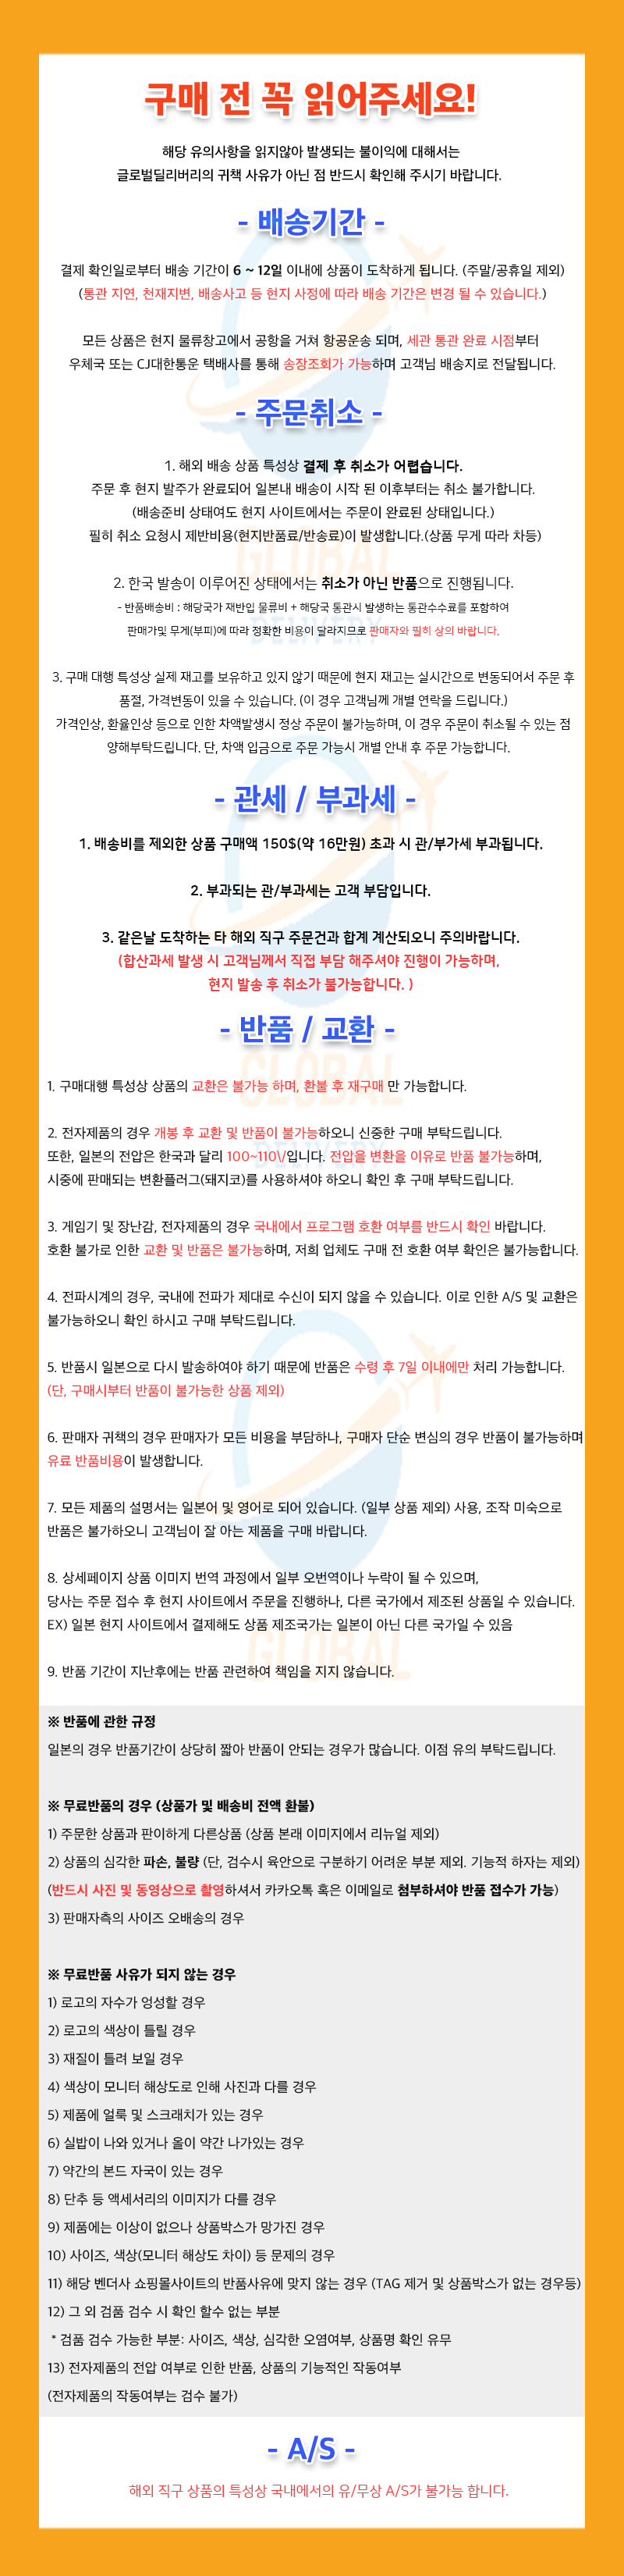 구매 전 꼭 읽어주세요!
해당 유의사항을 읽지않아 발생되는 불이익에 대해서는
글로벌딜리버리의 귀책 사유가 아닌 점 반드시 확인해 주시기 바랍니다.
- 배송기간 -
결제 확인일로부터 배송 기간이 6 ~ 12일 이내에 상품이 도착하게 됩니다. (주말/공휴일 제외)
(통관 지연, 천재지변, 배송사고 등 현지 사정에 따라 배송 기간은 변경 될 수 있습니다.)
모든 상품은 현지 물류창고에서 공항을 거쳐 항공운송 되며, 세관 통관 완료 시점부터
우체국 또는 CJ대한통운 택배사를 통해 송장조회가 가능하며 고객님 배송지로 전달됩니다.
- 주문취소 -
1. 해외 배송 상품 특성상 결제 후 취소가 어렵습니다.
주문 후 현지 발주가 완료되어 일본내 배송이 시작 된 이후부터는 취소 불가합니다.
(배송준비 상태여도 현지 사이트에서는 주문이 완료된 상태입니다.)
필히 취소 요청시 제반비용(현지반품료/반송료)이 발생합니다.(상품 무게 따라 차등)
GLOBAL
2. 한국 발송이 이루어진 상태에서는 취소가 아닌 반품으로 진행됩니다.
- 반품배송비 : 해당국가 재반입 물류비 + 해당국 통관시 발생하는 통관수수료를 포함하여
판매가및 무게(부피)에 따라 정확한 비용이 달라지므로 판매자와 필히 상의 바랍니다.
DELIVERY
3. 구매 대행 특성상 실제 재고를 보유하고 있지 않기 때문에 현지 재고는 실시간으로 변동되어서 주문 후
품절, 가격변동이 있을 수 있습니다. (이 경우 고객님께 개별 연락을 드립니다.)
가격인상, 환율인상 등으로 인한 차액발생시 정상 주문이 불가능하며, 이 경우 주문이 취소될 수 있는 점
양해부탁드립니다. 단, 차액 입금으로 주문 가능시 개별 안내 후 주문 가능합니다.
- 관세 / 부과세 -
1. 배송비를 제외한 상품 구매액 150$(약 16만원) 초과 시 관/부가세 부과됩니다.
2. 부과되는 관/부과세는 고객 부담입니다.
3. 같은날 도착하는 타 해외 직구 주문건과 합계 계산되오니 주의바랍니다.
(합산과세 발생 시 고객님께서 직접 부담 해주셔야 진행이 가능하며,
현지 발송 후 취소가 불가능합니다. )
- 반품 / 교환 -
GLOBAL
1. 구매대행 특성상 상품의 교환은 불가능 하며, 환불 후 재구매 만 가능합니다.
2. 전자제품의 경우 개봉 후 교환 및 반품이 불가능하오니 신중한 구매 부탁드립니다.
DELIVERY
또한, 일본의 전압은 한국과 달리 100~110\/입니다. 전압을 변환을 이유로 반품 불가능하며,
시중에 판매되는 변환플러그(돼지코)를 사용하셔야 하오니 확인 후 구매 부탁드립니다.
3. 게임기 및 장난감, 전자제품의 경우 국내에서 프로그램 호환 여부를 반드시 확인 바랍니다.
호환 불가로 인한 교환 및 반품은 불가능하며, 저희 업체도 구매 전 호환 여부 확인은 불가능합니다.
4. 전파시계의 경우, 국내에 전파가 제대로 수신이 되지 않을 수 있습니다. 이로 인한 A/S 및 교환은
불가능하오니 확인 하시고 구매 부탁드립니다.
5. 반품시 일본으로 다시 발송하여야 하기 때문에 반품은 수령 후 7일 이내에만 처리 가능합니다.
(단, 구매시부터 반품이 불가능한 상품 제외)
6. 판매자 귀책의 경우 판매자가 모든 비용을 부담하나, 구매자 단순 변심의 경우 반품이 불가능하며
유료 반품비용이 발생합니다.
7. 모든 제품의 설명서는 일본어 및 영어로 되어 있습니다. (일부 상품 제외) 사용, 조작 미숙으로
반품은 불가하오니 고객님이 잘 아는 제품을 구매 바랍니다.
8. 상세페이지 상품 이미지 번역 과정에서 일부 오번역이나 누락이 될 수 있으며,
당사는 주문 접수 후 현지 사이트에서 주문을 진행하나, 다른 국가에서 제조된 상품일 수 있습니다.
EX) 일본 현지 사이트에서 결제해도 상품 제조국가는 일본이 아닌 다른 국가일 수 있음
GLOBAL
9. 반품 기간이 지난후에는 반품 관련하여 책임을 지지 않습니다.
※ 반품에 관한 규정
일본의 경우 반품기간이 상당히 짧아 반품이 안되는 경우가 많습니다. 이점 유의 부탁드립니다.
※ 무료반품의 경우 (상품가 및 배송비 전액 환불)
1) 주문한 상품과 판이하게 다른상품 (상품 본래 이미지에서 리뉴얼 제외)
2) 상품의 심각한 파손, 불량 (단, 검수시 육안으로 구분하기 어려운 부분 제외. 기능적 하자는 제외)
(반드시 사진 및 동영상으로 촬영하셔서 카카오톡 혹은 이메일로 첨부하셔야 반품 접수가 가능)
3) 판매자측의 사이즈 오배송의 경우
※ 무료반품 사유가 되지 않는 경우
1) 로고의 자수가 엉성할 경우
2) 로고의 색상이 틀릴 경우
3) 재질이 틀려 보일 경우
4) 색상이 모니터 해상도로 인해 사진과 다를 경우
5) 제품에 얼룩 및 스크래치가 있는 경우
6) 실밥이 나와 있거나 올이 약간 나가있는 경우
7) 약간의 본드 자국이 있는 경우
8) 단추 등 액세서리의 이미지가 다를 경우
9) 제품에는 이상이 없으나 상품박스가 망가진 경우
10) 사이즈, 색상(모니터 해상도 차이) 등 문제의 경우
11) 해당 벤더사 쇼핑몰사이트의 반품사유에 맞지 않는 경우 (TAG 제거 및 상품박스가 없는 경우등)
12) 그 외 검품 검수 시 확인 할수 없는 부분
* 검품 검수 가능한 부분: 사이즈, 색상, 심각한 오염여부, 상품명 확인 유무
13) 전자제품의 전압 여부로 인한 반품, 상품의 기능적인 작동여부
(전자제품의 작동여부는 검수 불가)
- A/S -
해외 직구 상품의 특성상 국내에서의 유/무상 A/S가 불가능 합니다.